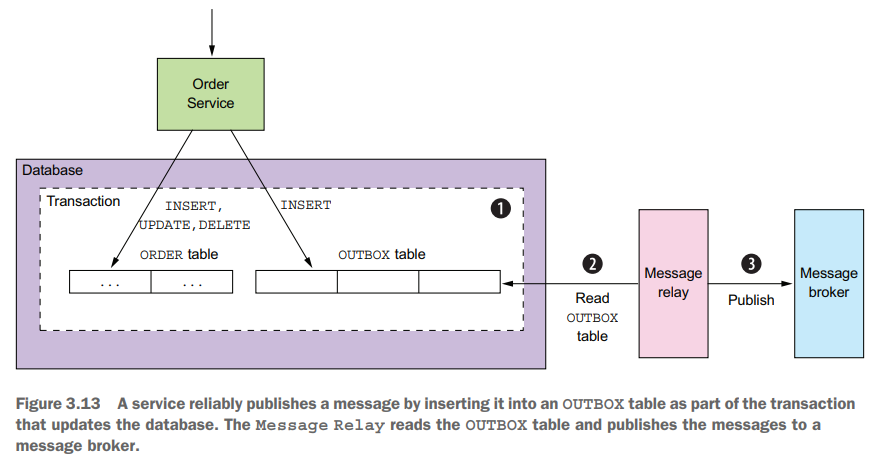 Order
Service
Database
Transaction
INSERT,
UPDATE,DELETE
INSERT
1
ORDER table
OUTBOX table
... ...
2
Read
OUTBOX
table
Message
relay
3
Publish
Message
broker
Figure 3.13 A service reliably publishes a message by inserting it into an OUTBOX table as part of the transaction
that updates the database. The Message Relay reads the OUTBOX table and publishes the messages to a
message broker.